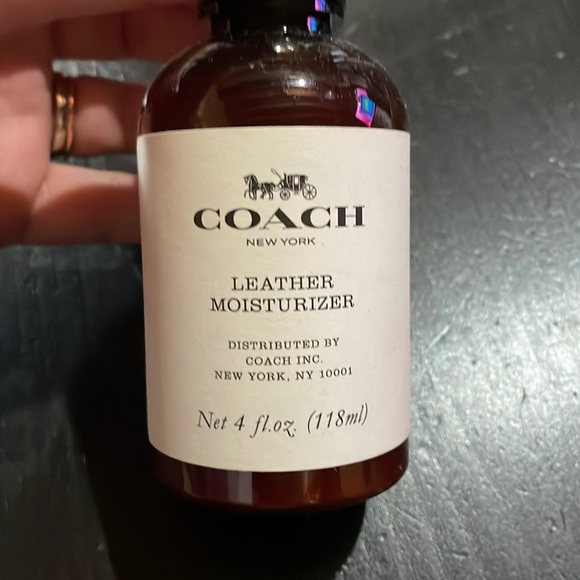 COACH
NEW YORK
LEATHER
MOISTURIZER
DISTRIBUTED BY
COACH INC.
NEW YORK, NY 10001
Net 4 fl.oz. (118ml)